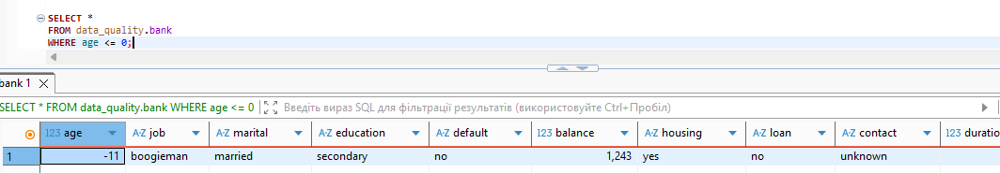 SELECT *
FROM data_quality.bank
WHERE age <= 0;
bank 1
SELECT * FROM data_quality.bank WHERE age <= 0 Введіть вираз SQL для фільтрації результатів (використовуйте Ctrl+Пробіл)
123 age A-Z job A-Z marital A-Z education A-Z default 123 balance A-Z housing A-Z loan A-Z contact 123 duratio
1 -11 boogieman married secondary no 1,243 yes no unknown